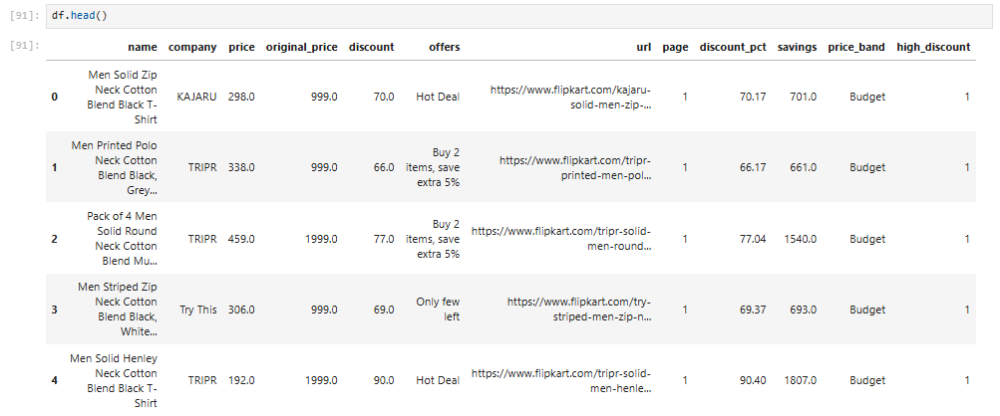 [91]: df.head()
[91]:
name company price original_price discount offers url page discount_pct savings price_band high_discount
Men Solid Zip
0 Neck Cotton Blend Black T- KAJARU 298.0 999.0 70.0 Hot Deal https://www.flipkart.com/kajaru-solid-men-zip-... 1 70.17 701.0 Budget 1
Shirt
Men Printed Polo
1 Neck Cotton Blend Black, TRIPR 338.0 999.0 66.0 Buy 2 items, save extra 5% https://www.flipkart.com/tripr-printed-men-pol... 1 66.17 661.0 Budget 1
Grey...
Pack of 4 Men
2 Solid Round Neck Cotton TRIPR 459.0 1999.0 77.0 Buy 2 items, save extra 5% https://www.flipkart.com/tripr-solid-men-round... 1 77.04 1540.0 Budget 1
Blend Mu...
Men Striped Zip
3 Neck Cotton Blend Black, Try This 306.0 999.0 69.0 Only few left https://www.flipkart.com/try-striped-men-zip-n... 1 69.37 693.0 Budget 1
White...
Men Solid Henley
4 Neck Cotton Blend Black T- TRIPR 192.0 1999.0 90.0 Hot Deal https://www.flipkart.com/tripr-solid-men-henle... 1 90.40 1807.0 Budget 1
Shirt